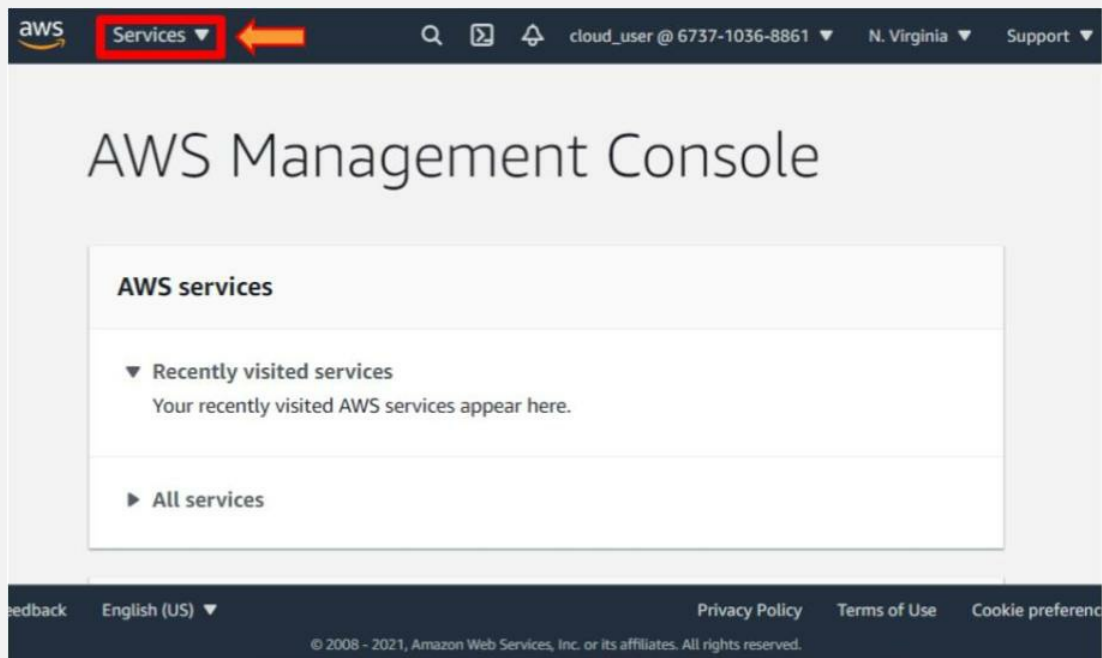 aws Services ▼ cloud_user @ 6737-1036-8861 ▼ N. Virginia ▼ Support ▼
AWS Management Console
AWS services
▼ Recently visited services
Your recently visited AWS services appear here.
▶ All services
eedback English (US) ▼ Privacy Policy Terms of Use Cookie preferenc
© 2008 - 2021, Amazon Web Services, Inc. or its affiliates. All rights reserved.